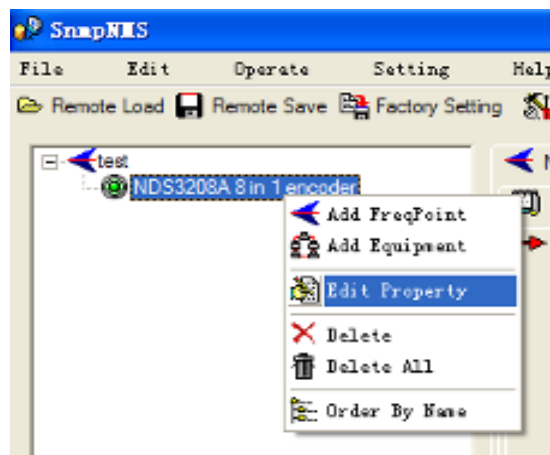 SnmpNMS
File Edit Operate Setting Help
Remote Load Remote Save Factory Setting
test
NDS3208A 8 in 1 encoder
Add FreqPoint
Add Equipment
Edit Property
Delete
Delete All
Order By Name